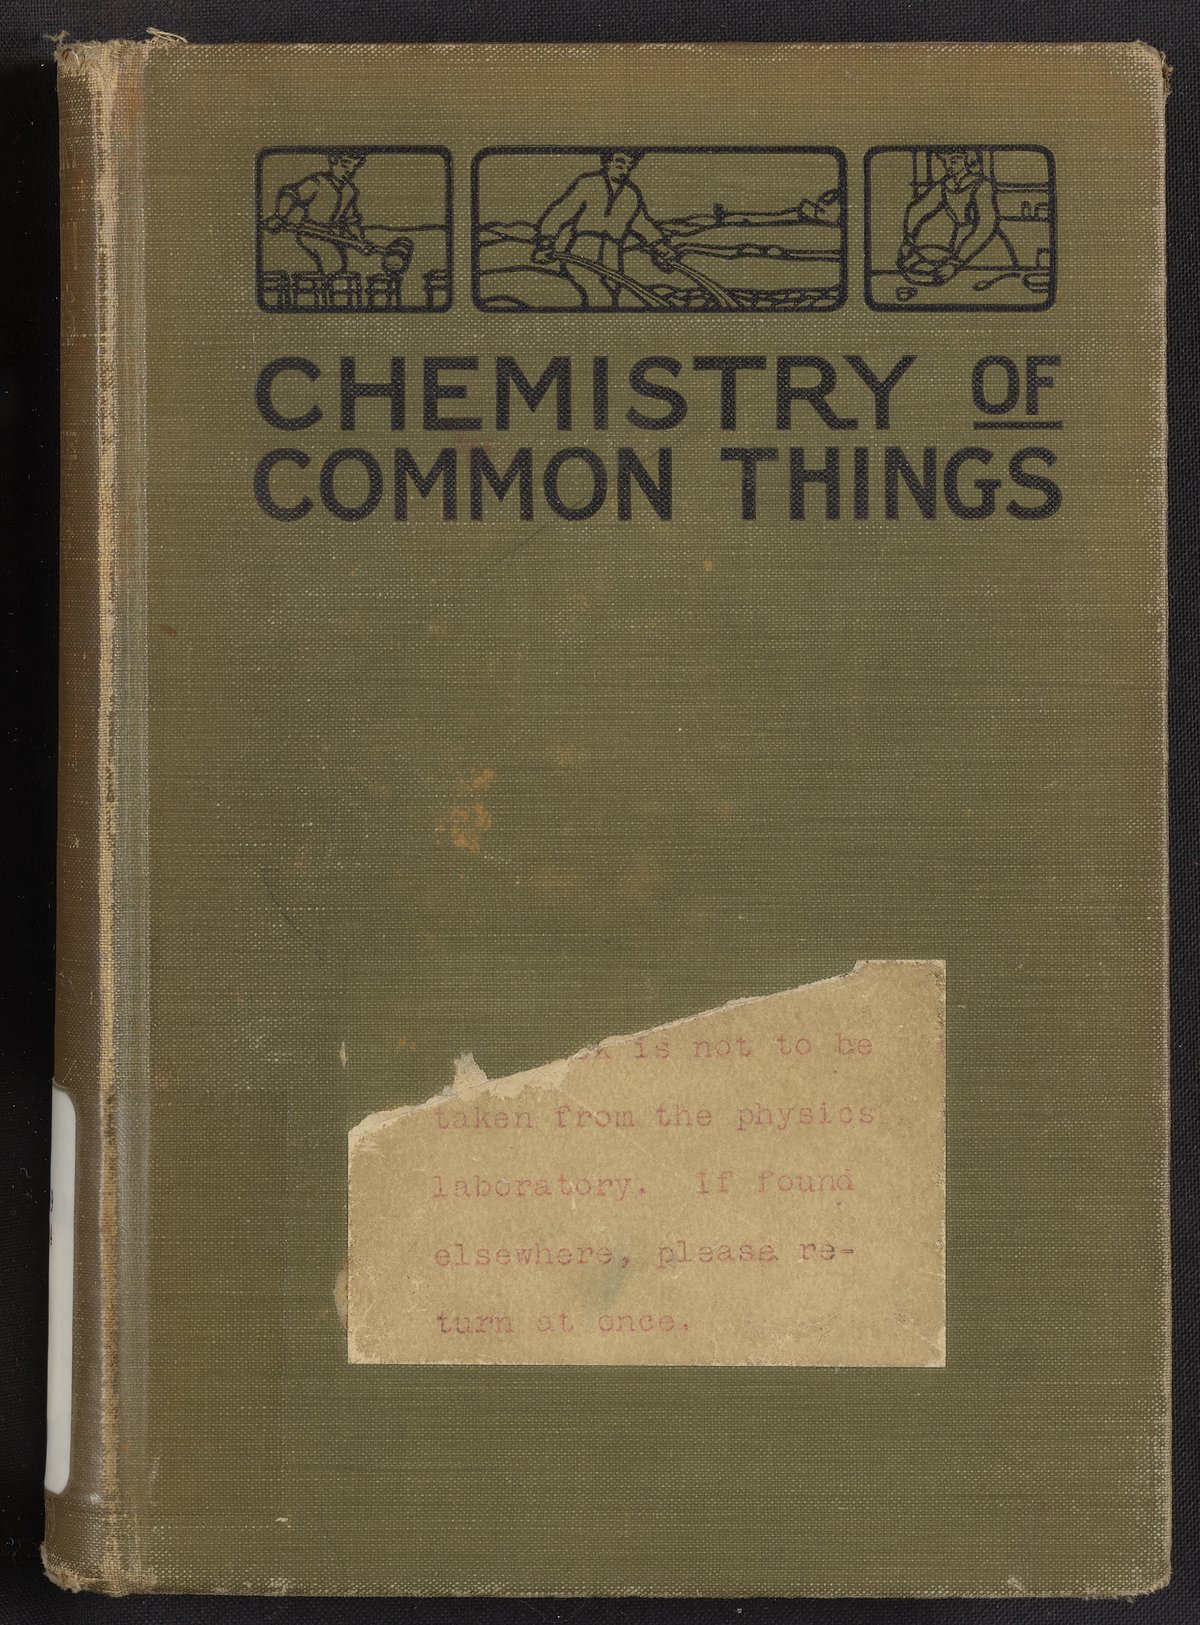 CHEMISTRY OF
COMMON THINGS
is not to be
taken from the physics
laboratory. If found
elsewhere, please re-
turn at once.